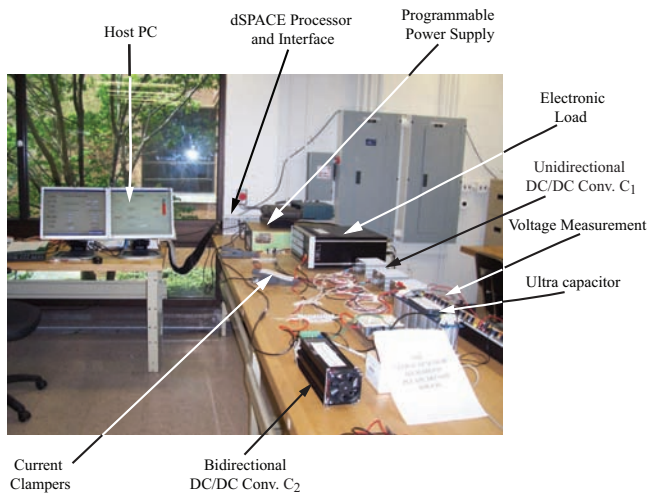 dSPACE Processor
and Interface
Programmable
Power Supply
Host PC
Electronic
Load
Unidirectional
DC/DC Conv. C1
Voltage Measurement
Ultra capacitor
Current
Clampers
Bidirectional
DC/DC Conv. C2